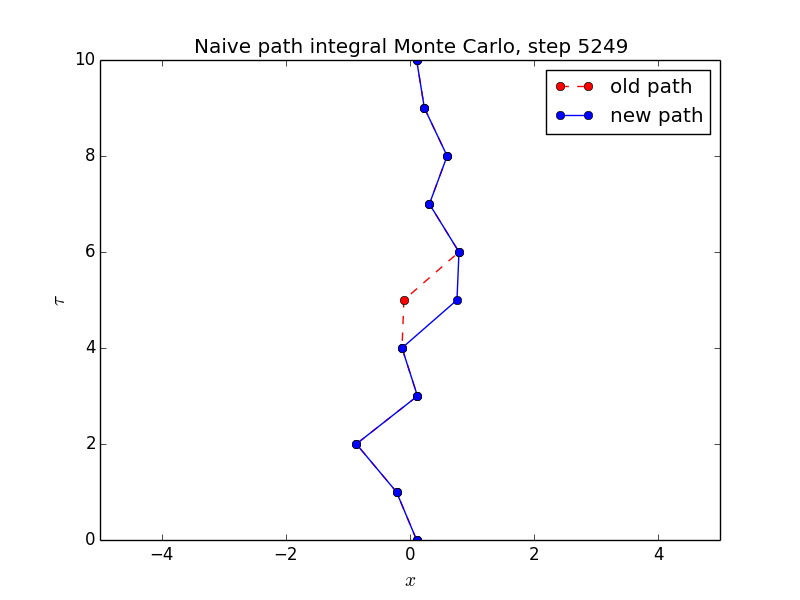 Naive path integral Monte Carlo, step 5249
old path
new path
10
8
6
4
2
0
τ
−4 −2 0 2 4
x